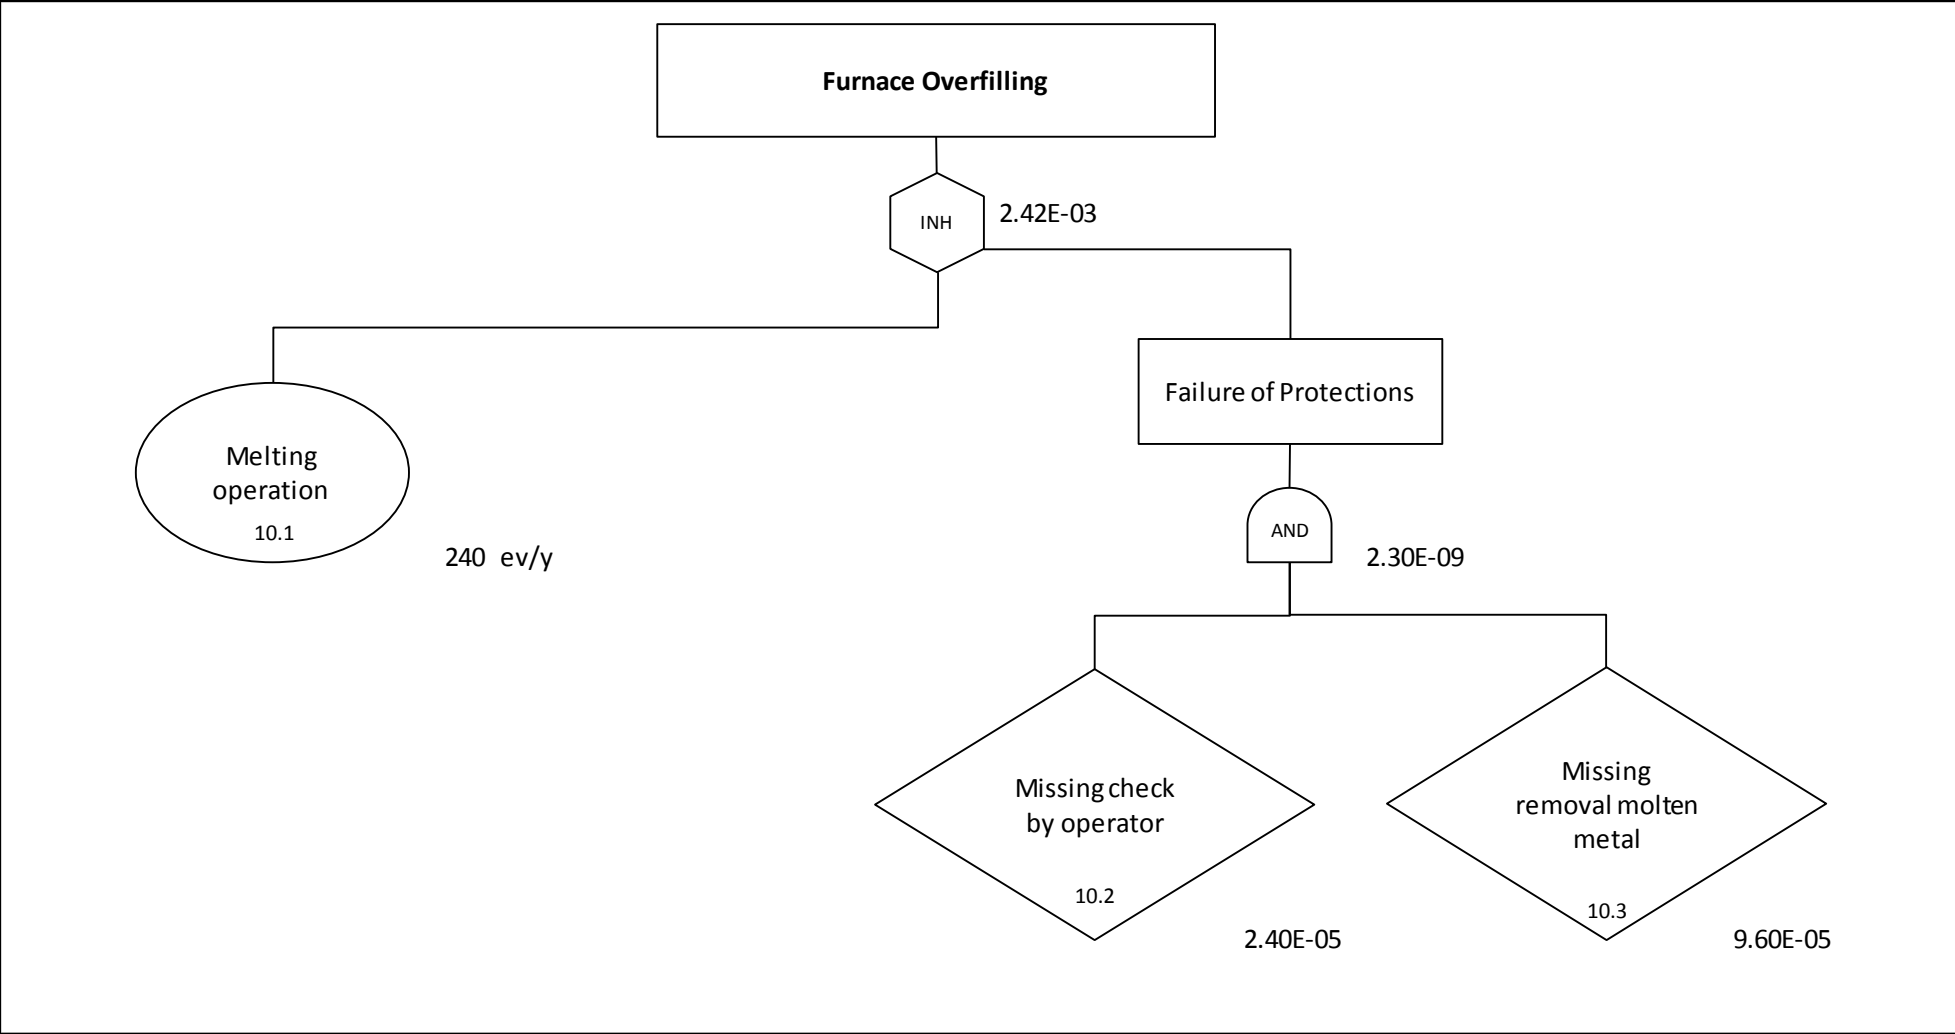 Furnace Overfilling
INH
2.42E-03
Failure of Protections
Melting
operation
10.1
240 ev/y
AND
2.30E-09
Missing check
by operator
10.2
2.40E-05
Missing
removal molten
metal
10.3
9.60E-05